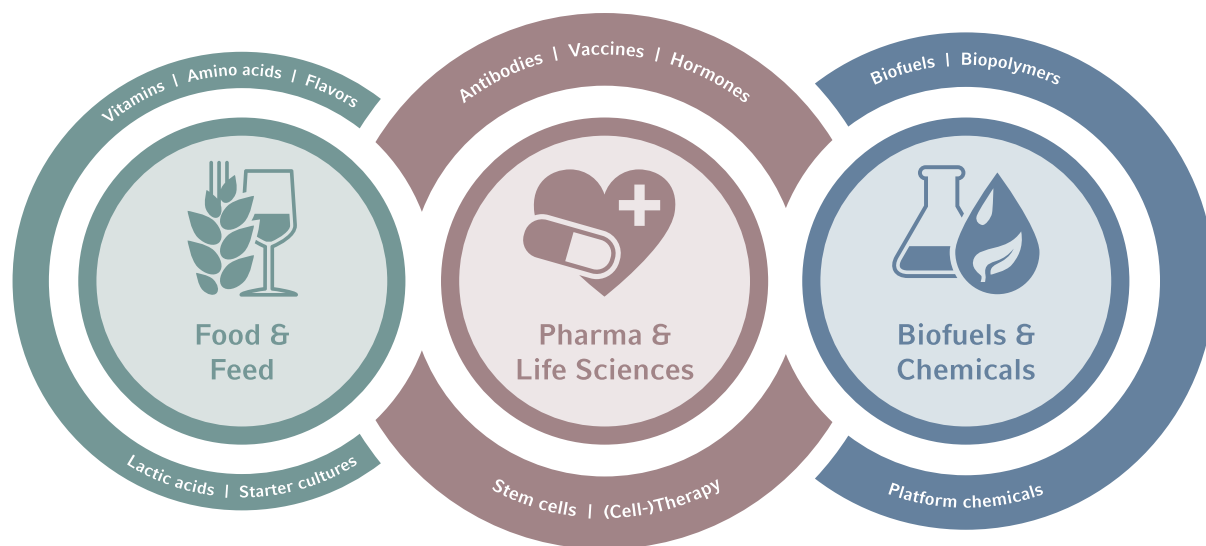 Vitamins | Amino acids | Flavors
Food &
Feed
Lactic acids | Starter cultures
Antibodies | Vaccines | Hormones
Pharma &
Life Sciences
Stem cells | (Cell-)Therapy
Biofuels | Biopolymers
Biofuels &
Chemicals
Platform chemicals